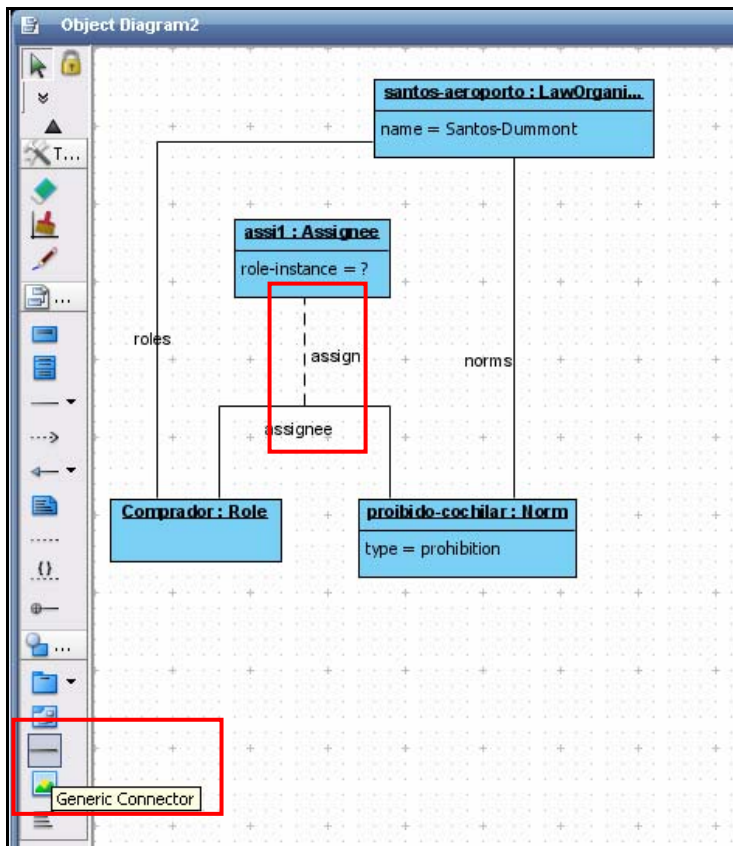 Object Diagram2
santos-aeroporto : LawOrgani...
name = Santos-Dummont
T...
assi1 : Assignee
role-instance = ?
...
roles
assign
norms
assignee
Comprador : Role
proibido-cochilar : Norm
type = prohibition
{}
...
Generic Connector